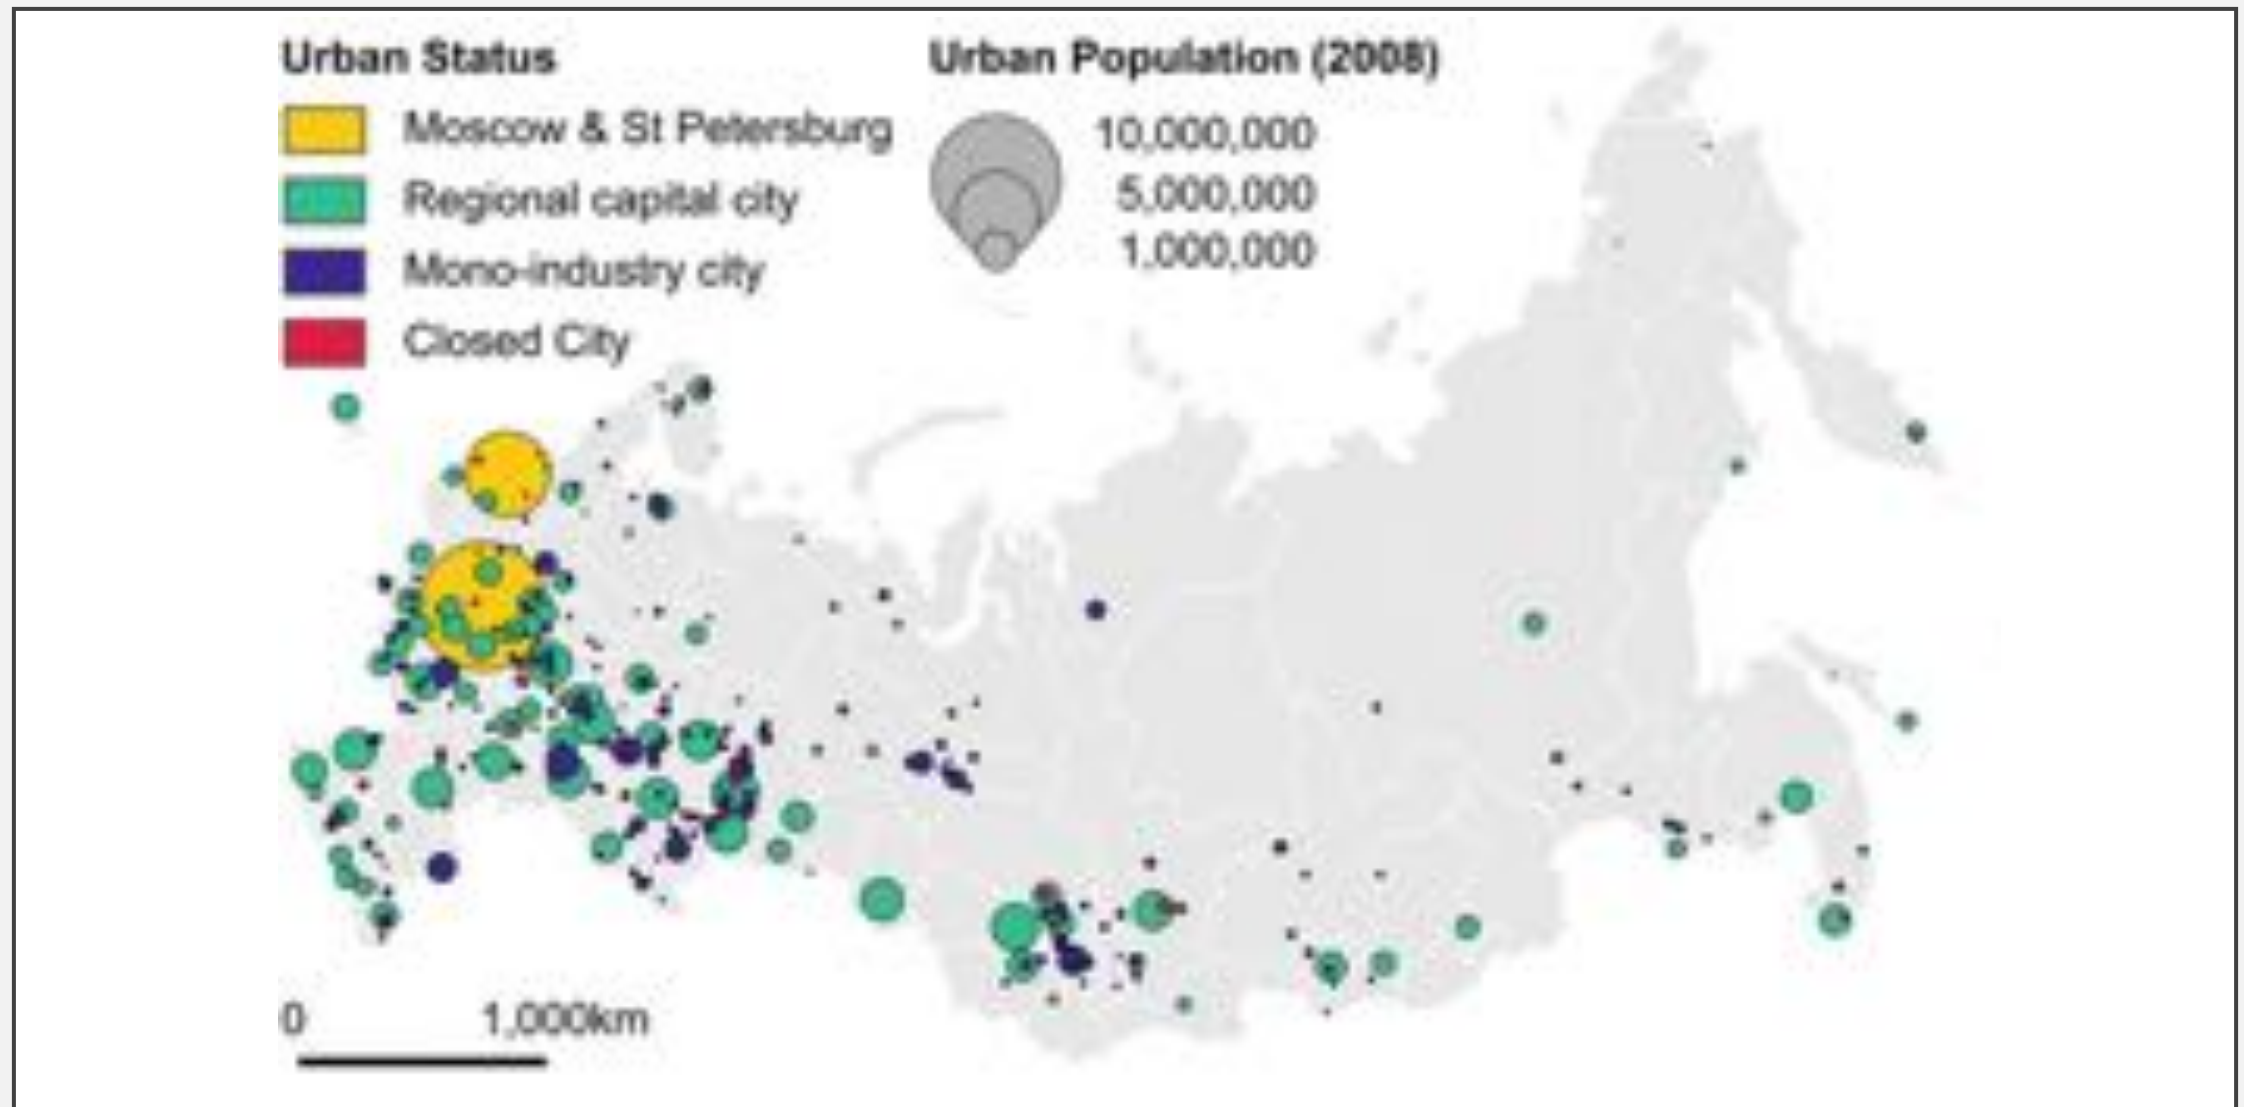 Urban Status
Moscow & St Petersburg
Regional capital city
Mono-industry city
Closed City
Urban Population (2008)
10,000,000
5,000,000
1,000,000
0 1,000km